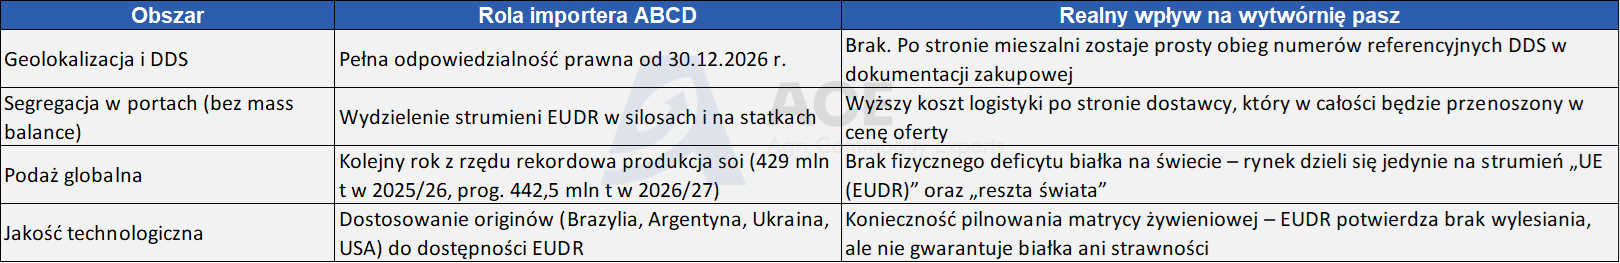 Obszar
Rola importera ABCD
Realny wpływ na wytwórnię pasz
Geolokalizacja i DDS
Pełna odpowiedzialność prawna od 30.12.2026 r.
Brak. Po stronie mieszalni zostaje prosty obieg numerów referencyjnych DDS w
dokumentacji zakupowej
Segregacja w portach (bez mass
balance)
Wydzielenie strumieni EUDR w silosach i na statkach
Wyższy koszt logistyki po stronie dostawcy, który w całości będzie przenoszony w
cenę oferty
Podaż globalna
Kolejny rok z rzędu rekordowa produkcja soi (429 mln
t w 2025/26, prog. 442,5 mln t w 2026/27)
Brak fizycznego deficytu białka na świecie – rynek dzieli się jedynie na strumień „UE
(EUDR)” oraz „reszta świata”
Jakość technologiczna
Dostosowanie originów (Brazylia, Argentyna, Ukraina,
USA) do dostępności EUDR
Konieczność pilnowania matrycy żywieniowej – EUDR potwierdza brak wylesiania,
ale nie gwarantuje białka ani strawności
ACE
Agri Commodity Experts